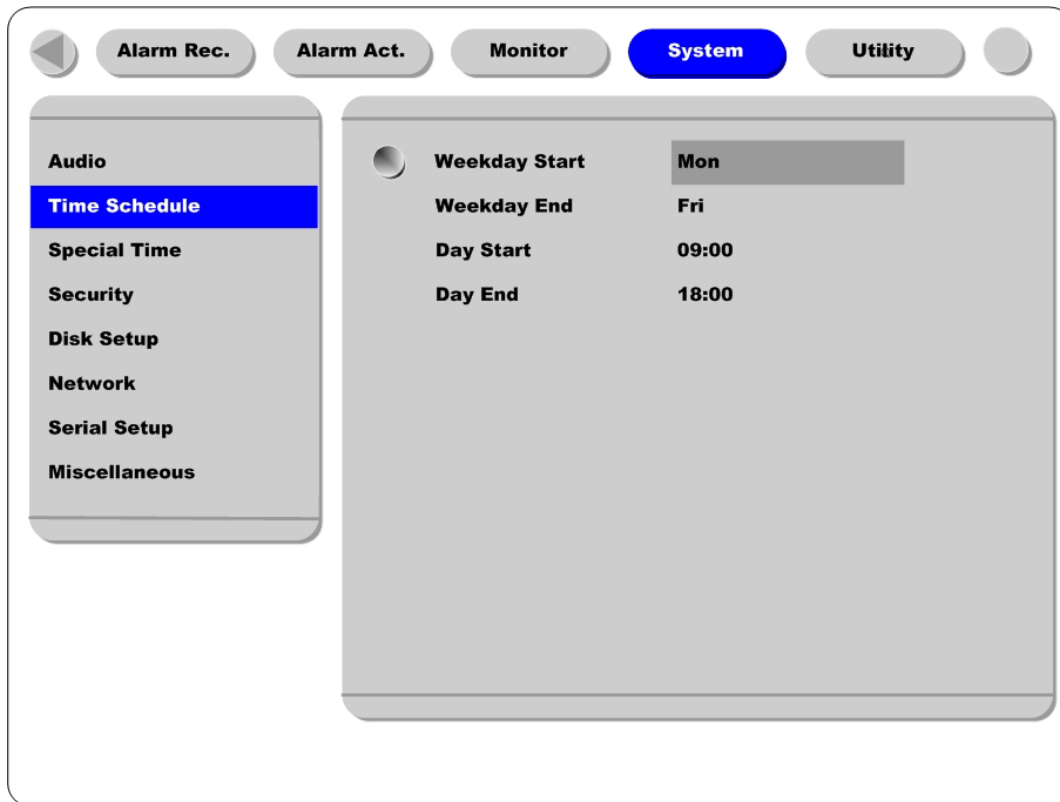 Alarm Rec. Alarm Act. Monitor System Utility
Audio
Time Schedule
Special Time
Security
Disk Setup
Network
Serial Setup
Miscellaneous
Weekday Start Mon
Weekday End Fri
Day Start 09:00
Day End 18:00